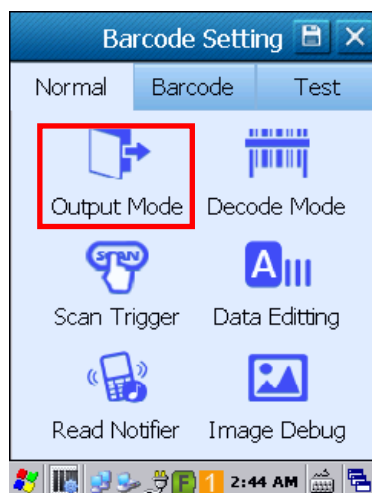 Barcode Setting
Normal Barcode Test
Output Mode Decode Mode
SCAN A
Scan Trigger Data Editting
Read Notifier Image Debug
F 1 2:44 AM